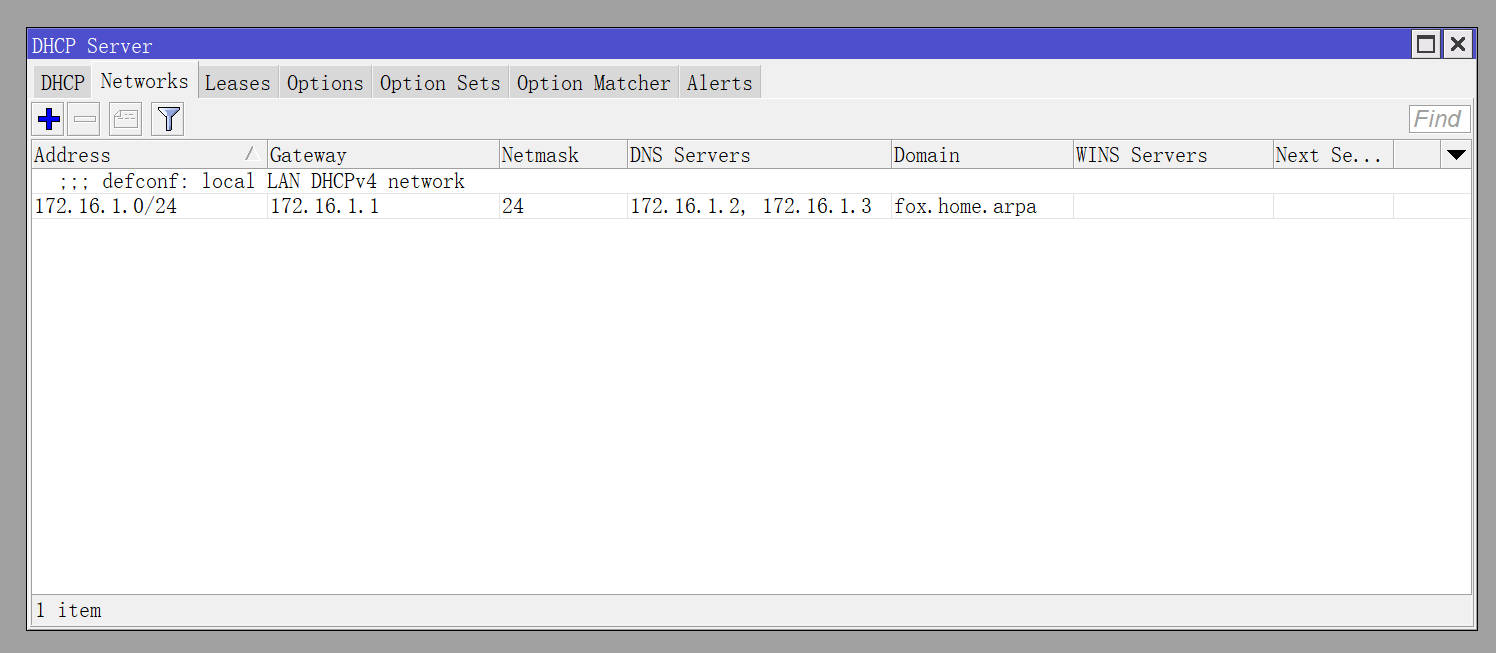 DHCP Server
DHCP Networks Leases Options Option Sets Option Matcher Alerts
Find
Address Gateway Netmask DNS Servers Domain WINS Servers Next Se...
;;; defconf: local LAN DHCPv4 network
172.16.1.0/24 172.16.1.1 24 172.16.1.2, 172.16.1.3 fox.home.arpa
1 item